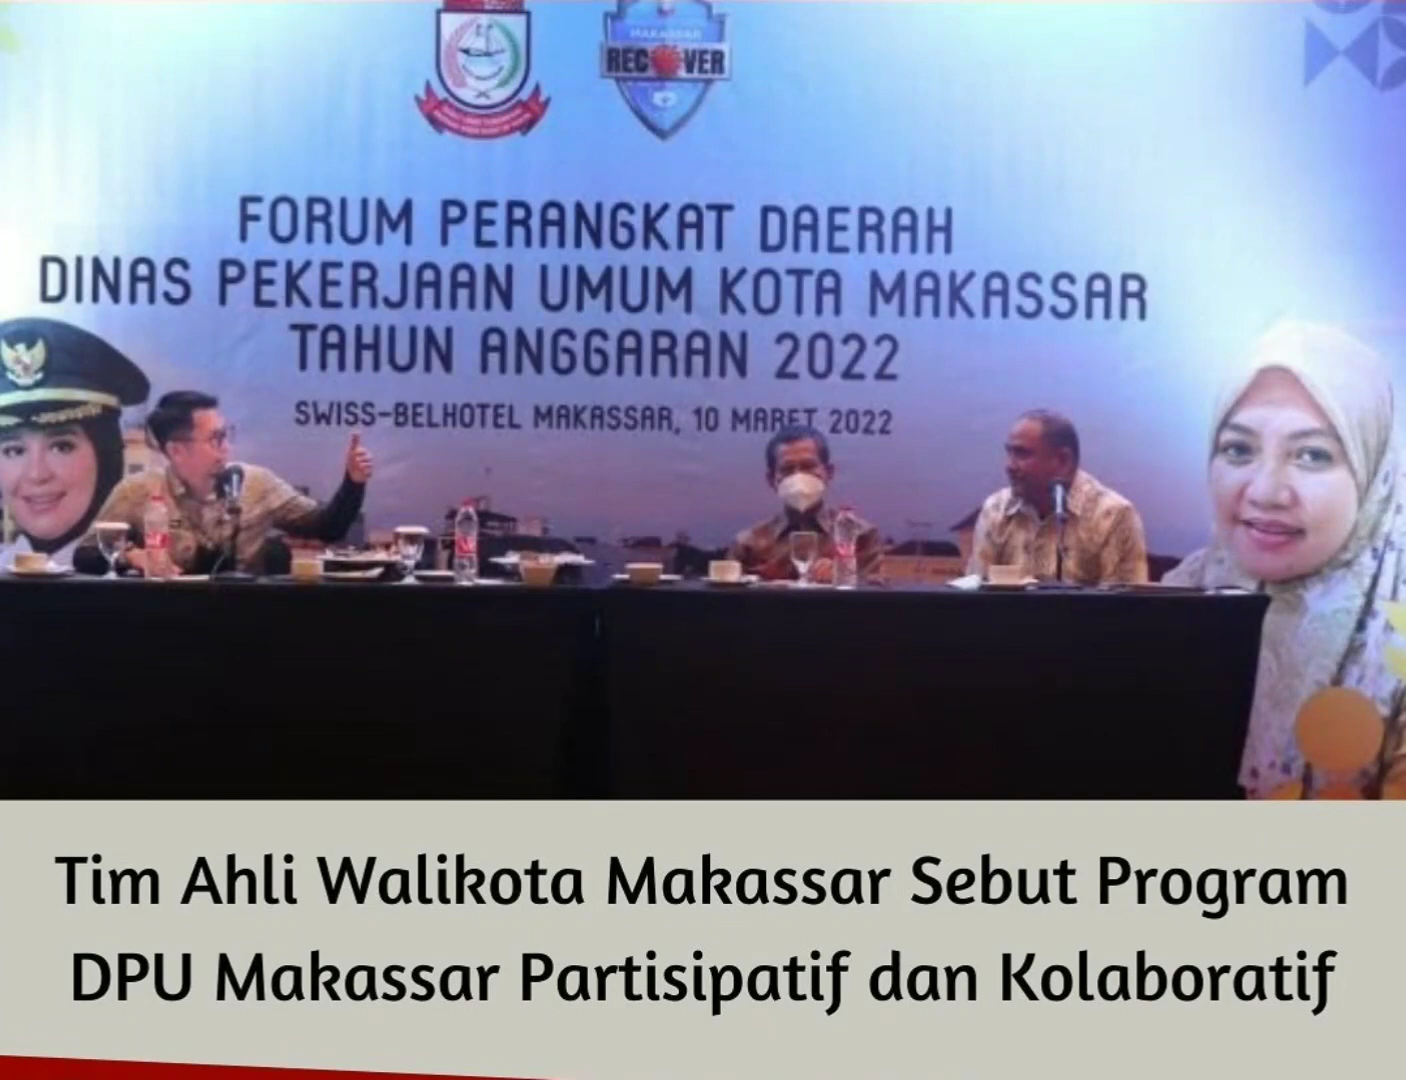 MAKASSAR
RECOVER
FORUM PERANGKAT DAERAH
DINAS PEKERJAAN UMUM KOTA MAKASSAR
TAHUN ANGGARAN 2022
SWISS-BELHOTEL MAKASSAR, 10 MARET 2022
Tim Ahli Walikota Makassar Sebut Program
DPU Makassar Partisipatif dan Kolaboratif